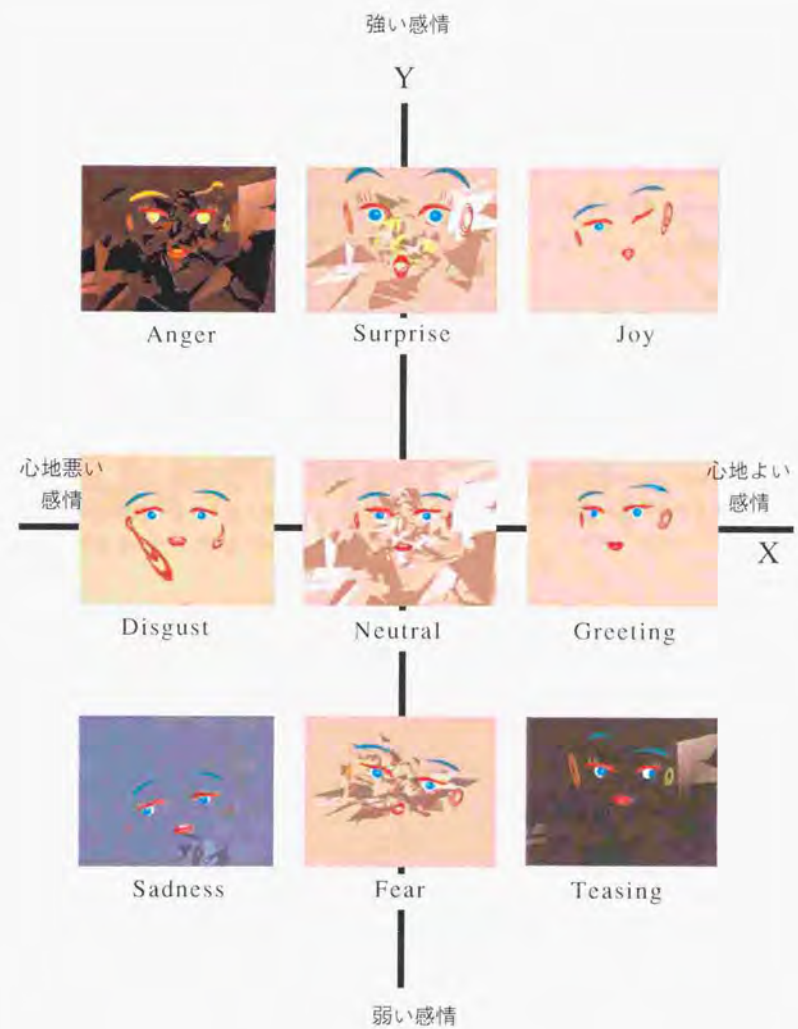 強い感情
Y
Anger
Surprise
Joy
心地悪い
感情
心地よい
感情
X
Disgust
Neutral
Greeting
Sadness
Fear
Teasing
弱い感情